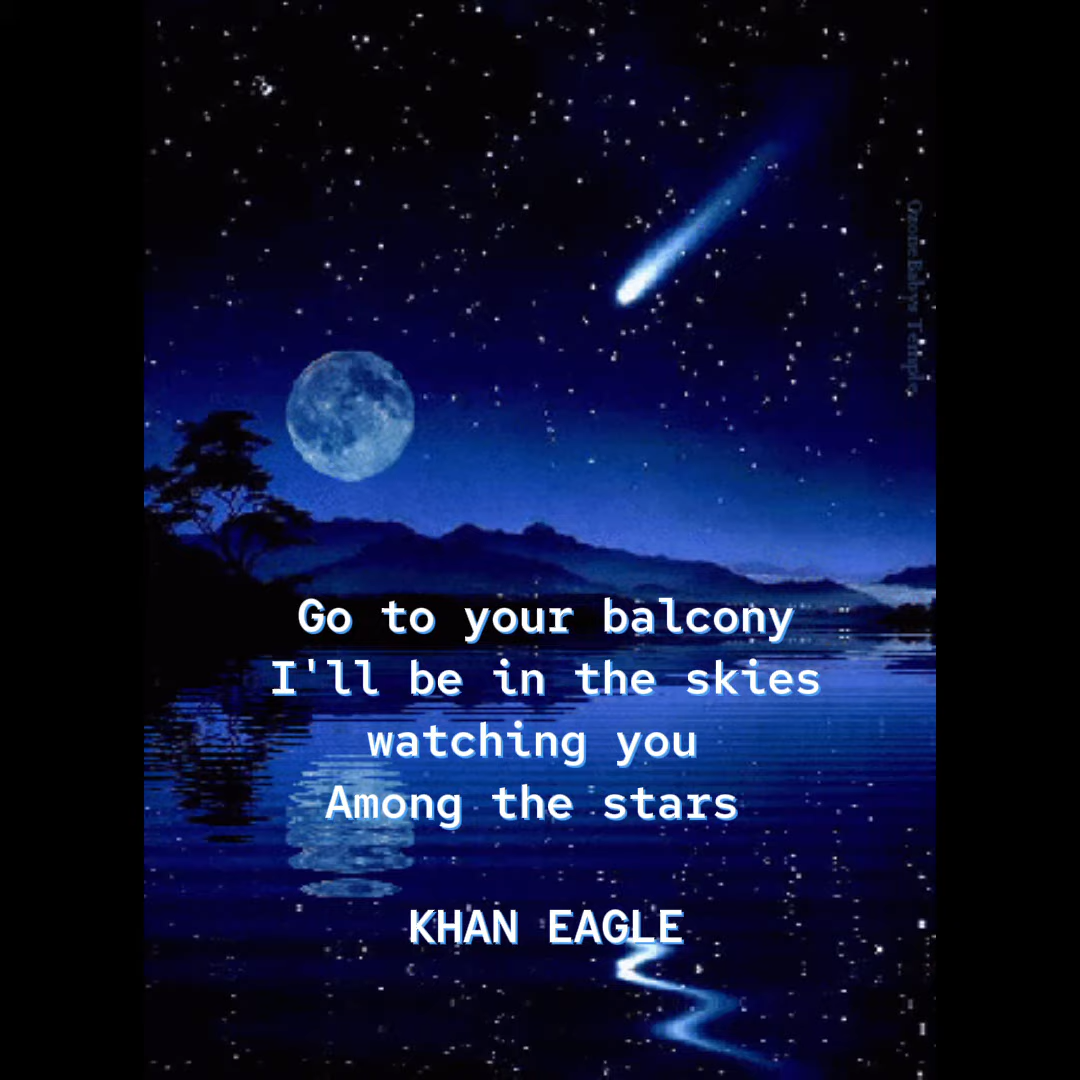 Go to your balcony
I'll be in the skies
watching you
Among the stars
KHAN EAGLE